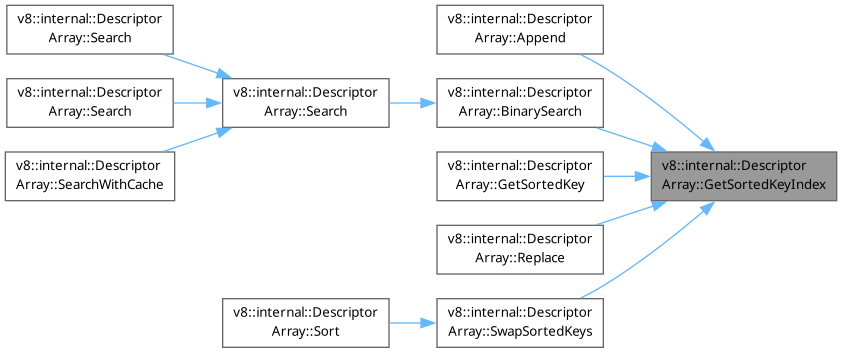 v8::internal::Descriptor
Array::Search
v8::internal::Descriptor
Array::Search
v8::internal::Descriptor
Array::SearchWithCache
v8::internal::Descriptor
Array::Search
v8::internal::Descriptor
Array::Sort
v8::internal::Descriptor
Array::Append
v8::internal::Descriptor
Array::BinarySearch
v8::internal::Descriptor
Array::GetSortedKey
v8::internal::Descriptor
Array::Replace
v8::internal::Descriptor
Array::SwapSortedKeys
v8::internal::Descriptor
Array::GetSortedKeyIndex